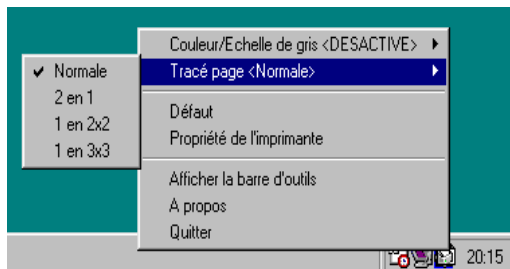 Couleur/Echelle de gris <DESACTIVE>
Tracé page <Normale>
Normale
2 en 1
1 en 2x2
1 en 3x3
Défaut
Propriété de l'imprimante
Afficher la barre d'outils
A propos
Quitter
20:15